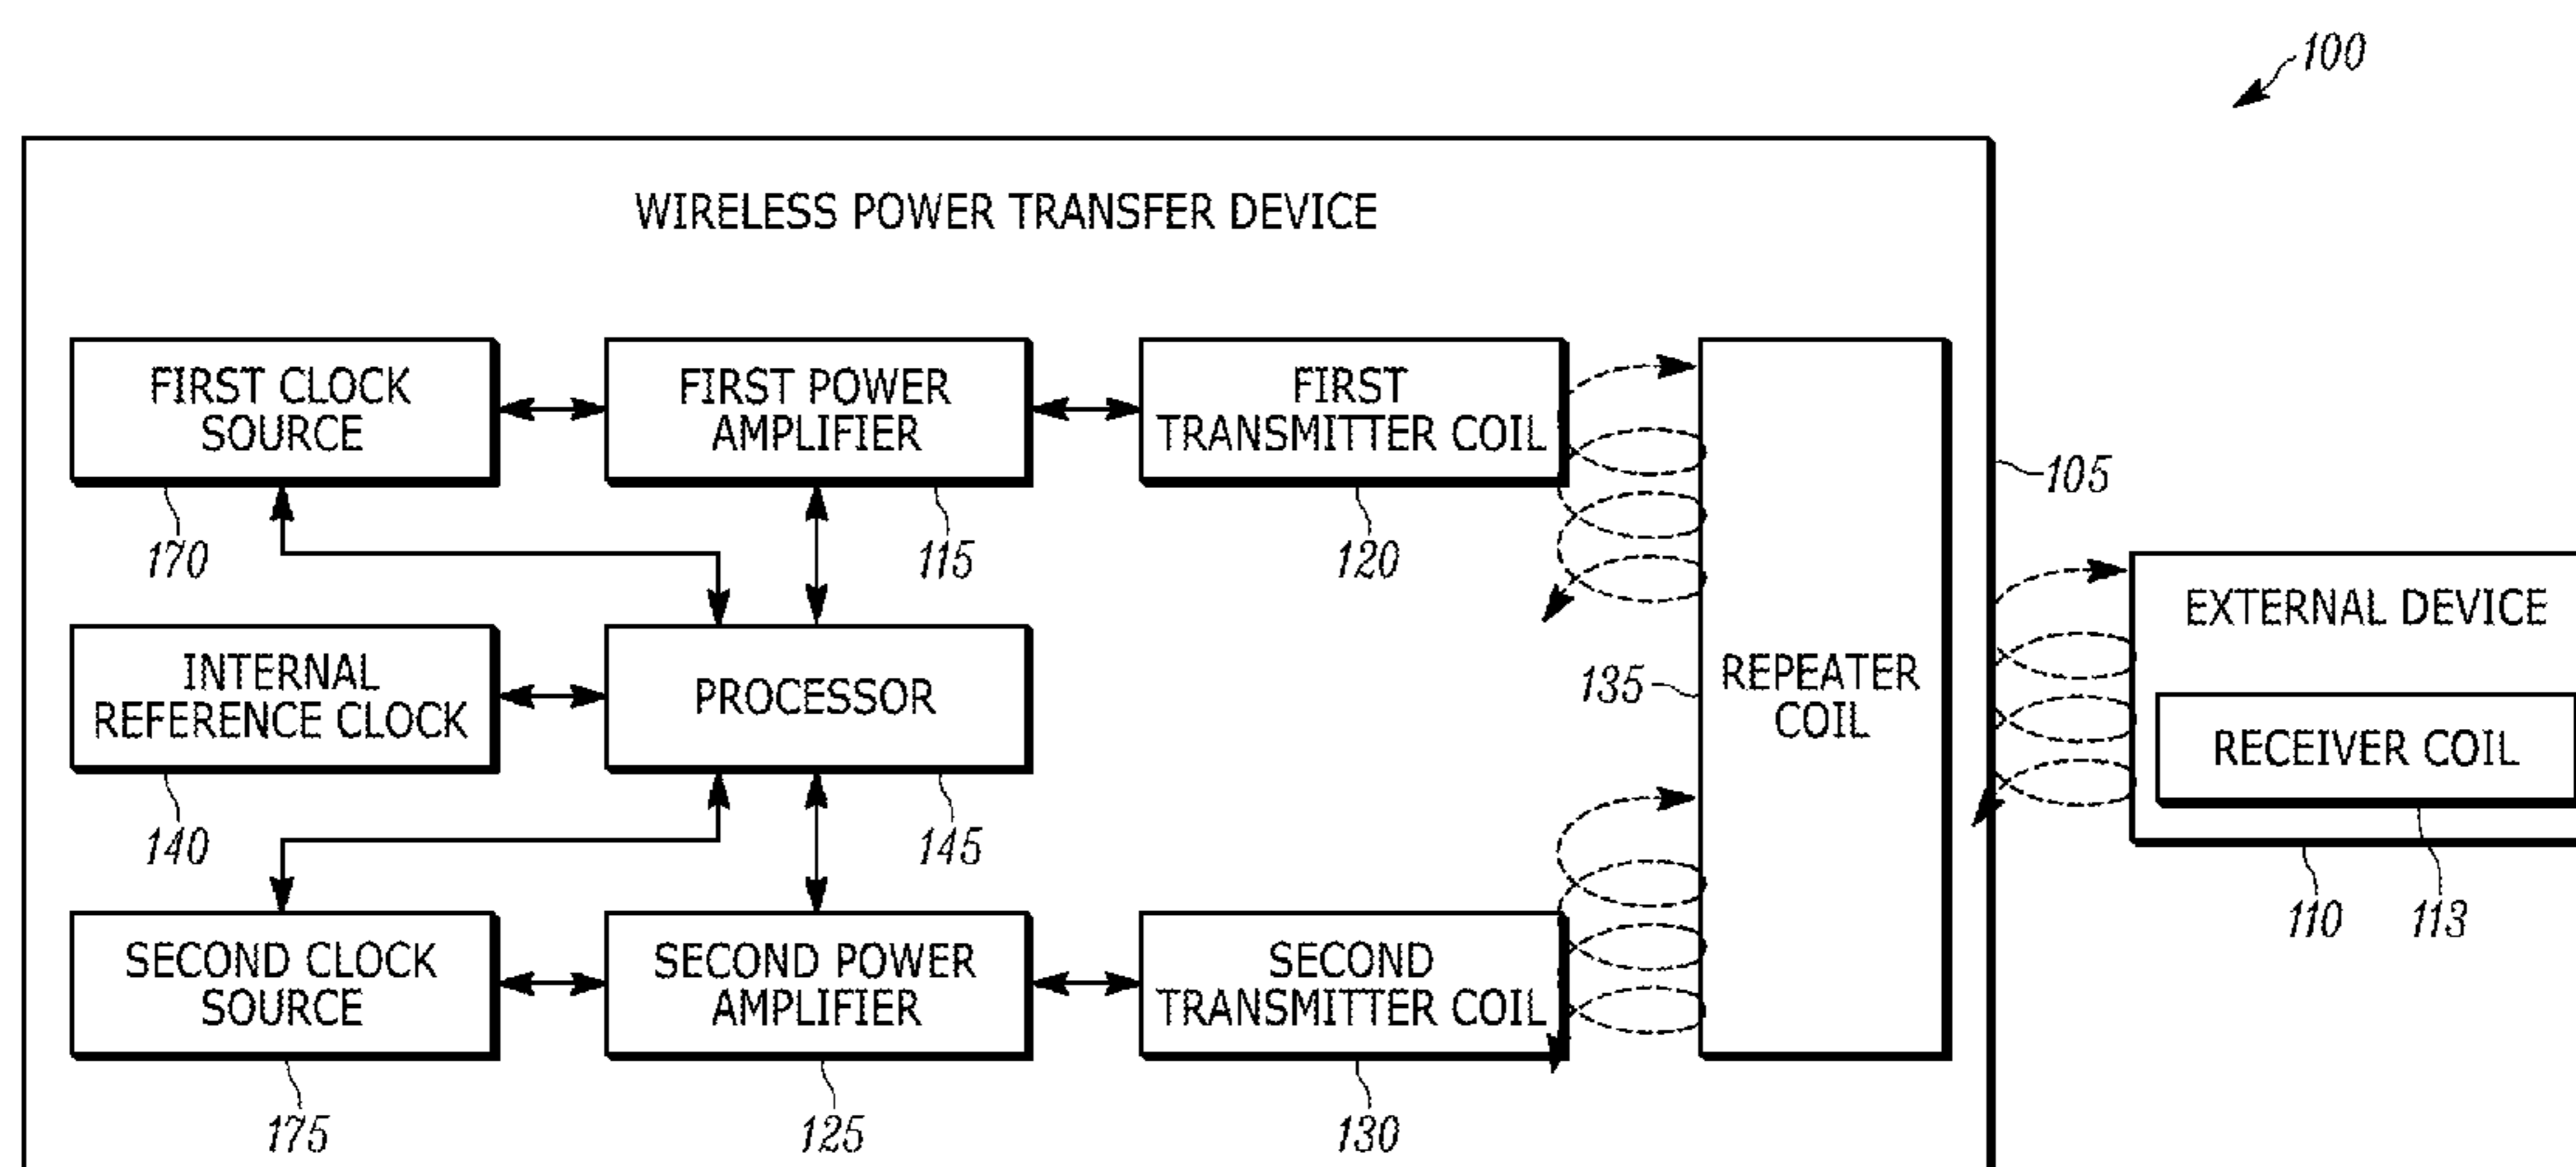 100
WIRELESS POWER TRANSFER DEVICE
FIRST CLOCK
SOURCE
FIRST POWER
AMPLIFIER
FIRST
TRANSMITTER COIL
170
115
120
105
INTERNAL
REFERENCE CLOCK
PROCESSOR
135
REPEATER
COIL
EXTERNAL DEVICE
RECEIVER COIL
140
145
110
113
SECOND CLOCK
SOURCE
SECOND POWER
AMPLIFIER
SECOND
TRANSMITTER COIL
175
125
130